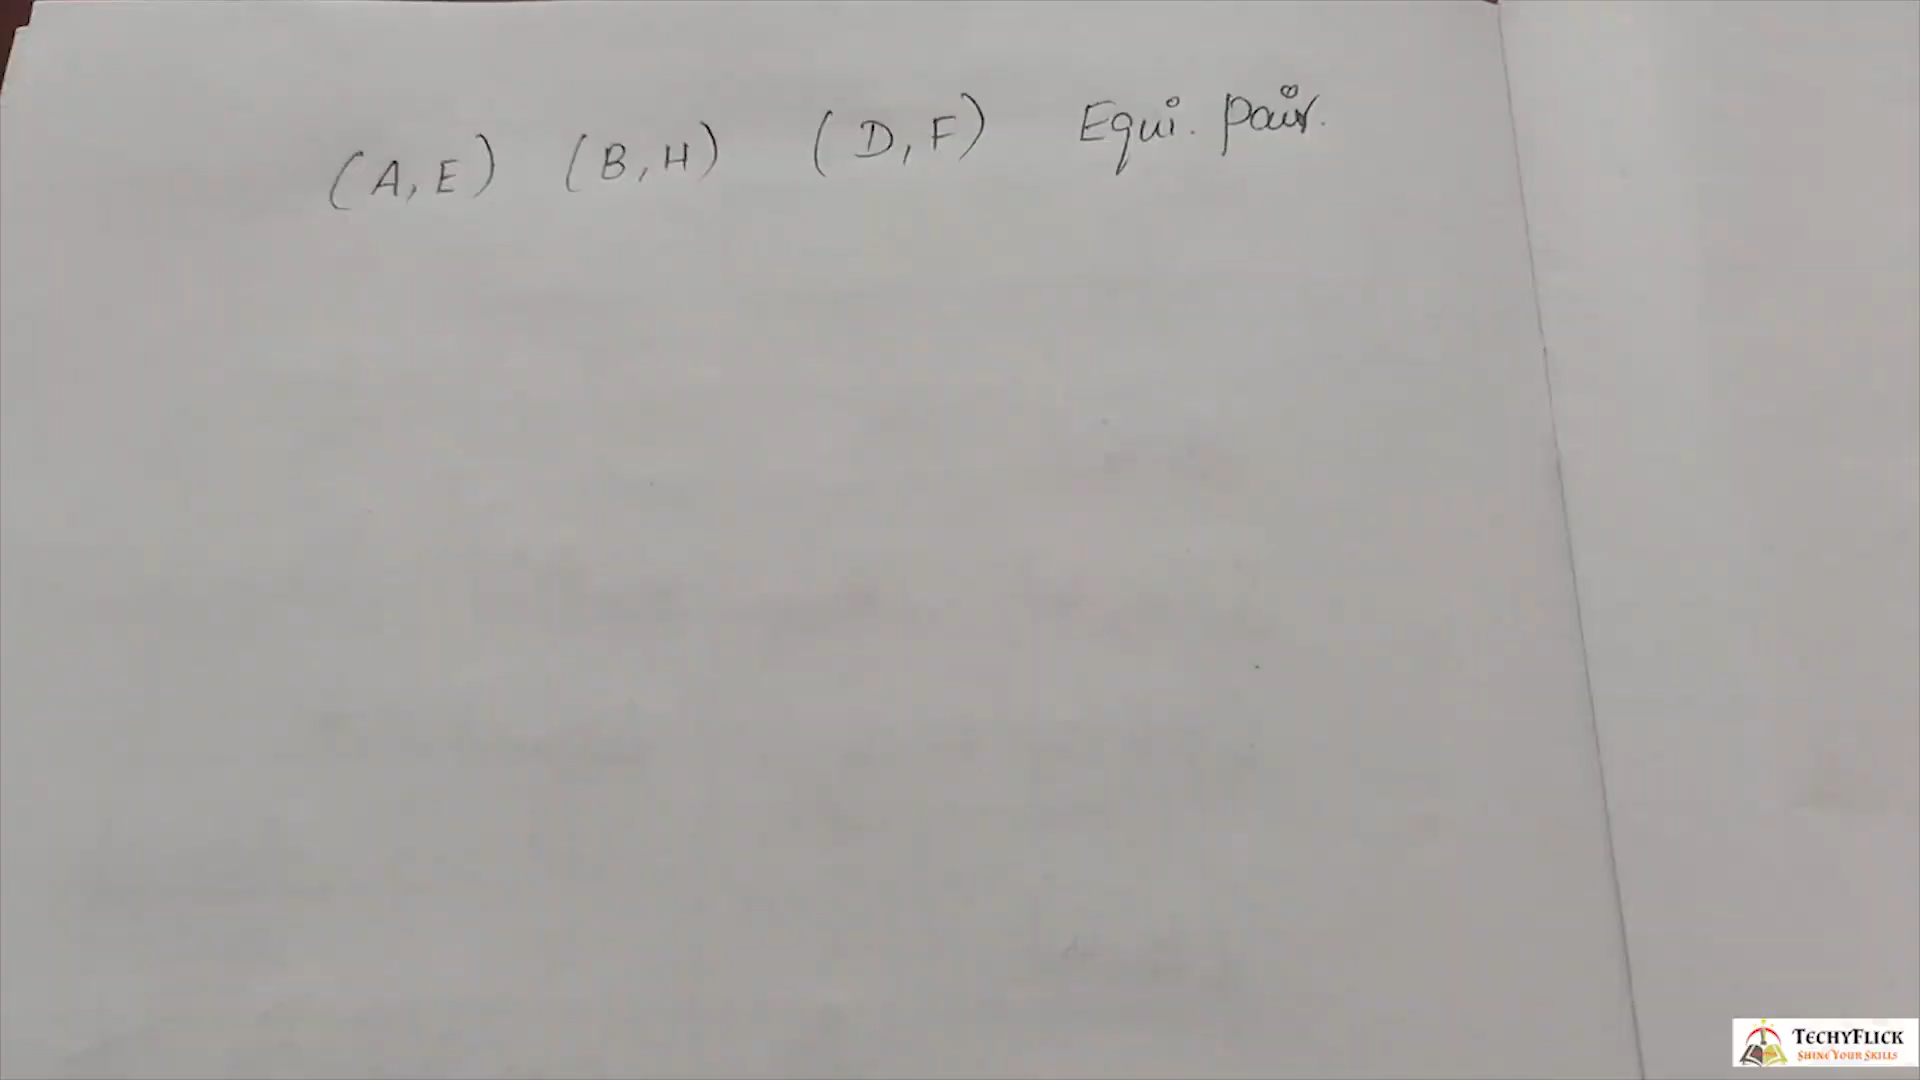 (A, E) (B, H) (D, F) Equi. Pair.
TECHYFLICK
SHINE YOUR SKILLS